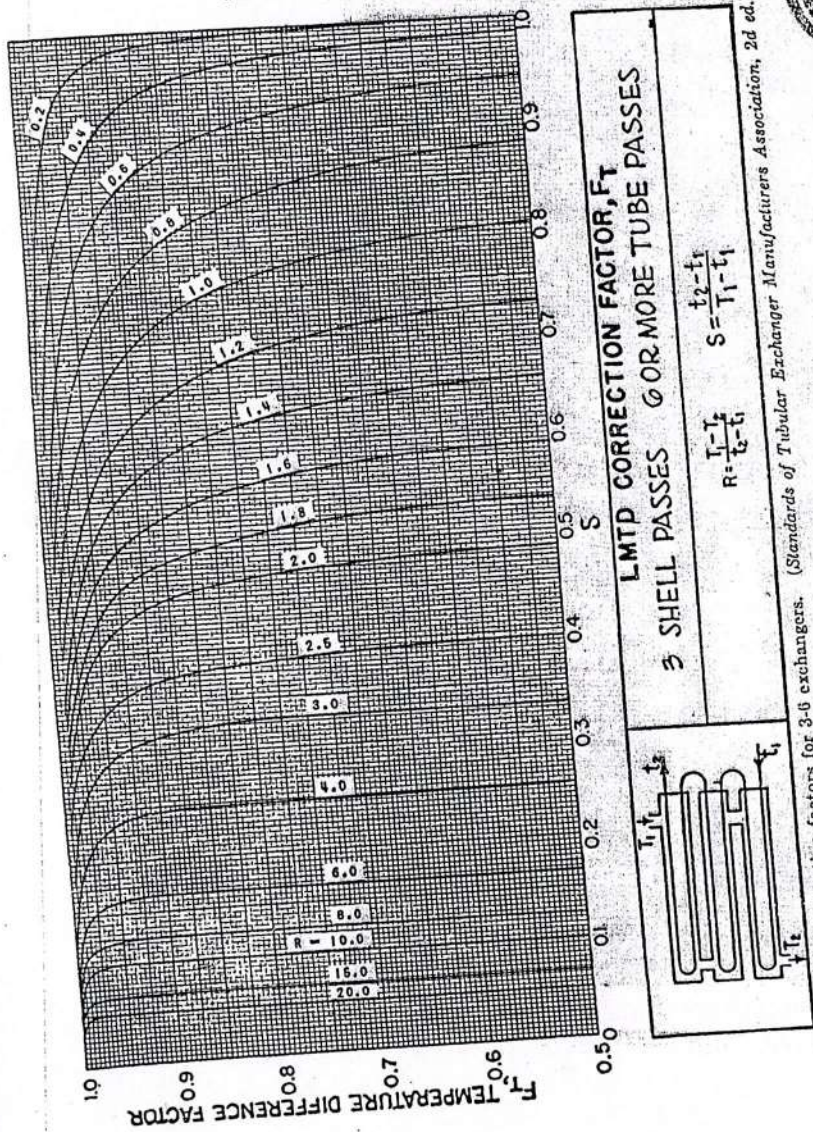 0.2
0.4
0.6
0.8
1.0
1.2
1.4
1.6
1.8
2.0
2.5
3.0
4.0
6.0
8.0
R = 10.0
15.0
20.0
1.0
0.9
0.8
0.7
0.6
0.5
FT, TEMPERATURE DIFFERENCE FACTOR
0
0.1
0.2
0.3
0.4
0.5
0.6
0.7
0.8
0.9
1.0
S
LMTD CORRECTION FACTOR, FT
3 SHELL PASSES 6 OR MORE TUBE PASSES
R = T1-T2 / t2-t1
S = t2-t1 / T1-t1
T1
t2
t1
T2
factors for 3-6 exchangers. (Standards of Tubular Exchanger Manufacturers Association, 2d ed.